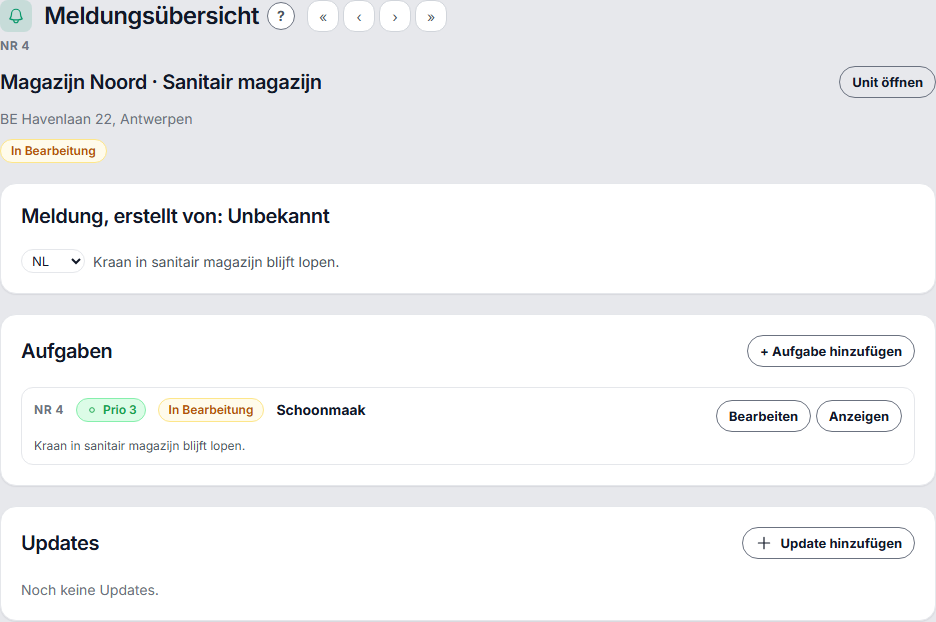 Meldungsübersicht ? « ‹ › »
NR 4
Magazijn Noord · Sanitair magazijn
Unit öffnen
BE Havenlaan 22, Antwerpen
In Bearbeitung
Meldung, erstellt von: Unbekannt
NL Kraan in sanitair magazijn blijft lopen.
Aufgaben
+ Aufgabe hinzufügen
NR 4 Prio 3 In Bearbeitung Schoonmaak
Bearbeiten Anzeigen
Kraan in sanitair magazijn blijft lopen.
Updates
+ Update hinzufügen
Noch keine Updates.